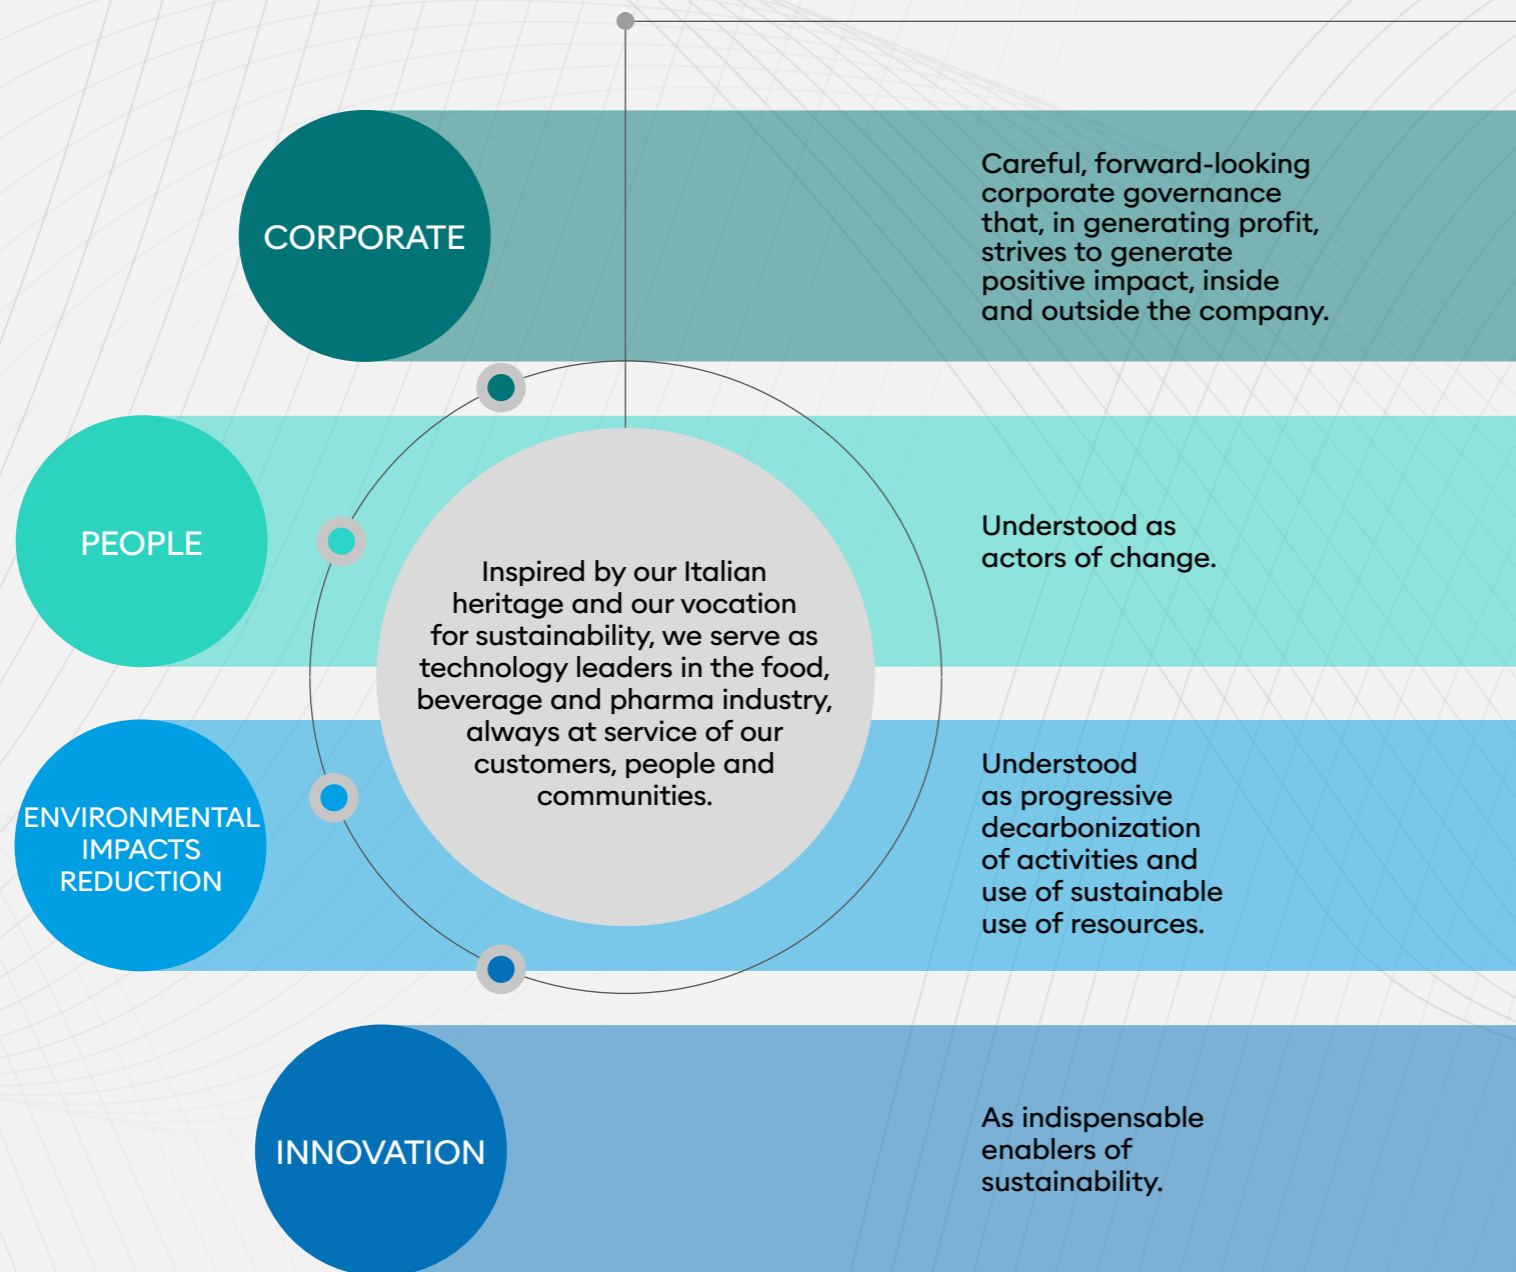 CORPORATE
Careful, forward-looking
corporate governance
that, in generating profit,
strives to generate
positive impact, inside
and outside the company.
PEOPLE
Understood as
actors of change.
Inspired by our Italian
heritage and our vocation
for sustainability, we serve as
technology leaders in the food,
beverage and pharma industry,
always at service of our
customers, people and
communities.
ENVIRONMENTAL
IMPACTS
REDUCTION
Understood
as progressive
decarbonization
of activities and
use of sustainable
use of resources.
INNOVATION
As indispensable
enablers of
sustainability.